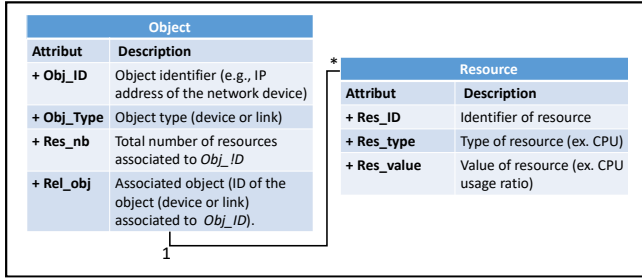 Object
Attribut Description
+ Obj_ID Object identifier (e.g., IP
address of the network device)
+ Obj_Type Object type (device or link)
+ Res_nb Total number of resources
associated to Obj_!D
+ Rel_obj Associated object (ID of the
object (device or link)
associated to Obj_ID).
1
*
Resource
Attribut Description
+ Res_ID Identifier of resource
+ Res_type Type of resource (ex. CPU)
+ Res_value Value of resource (ex. CPU
usage ratio)